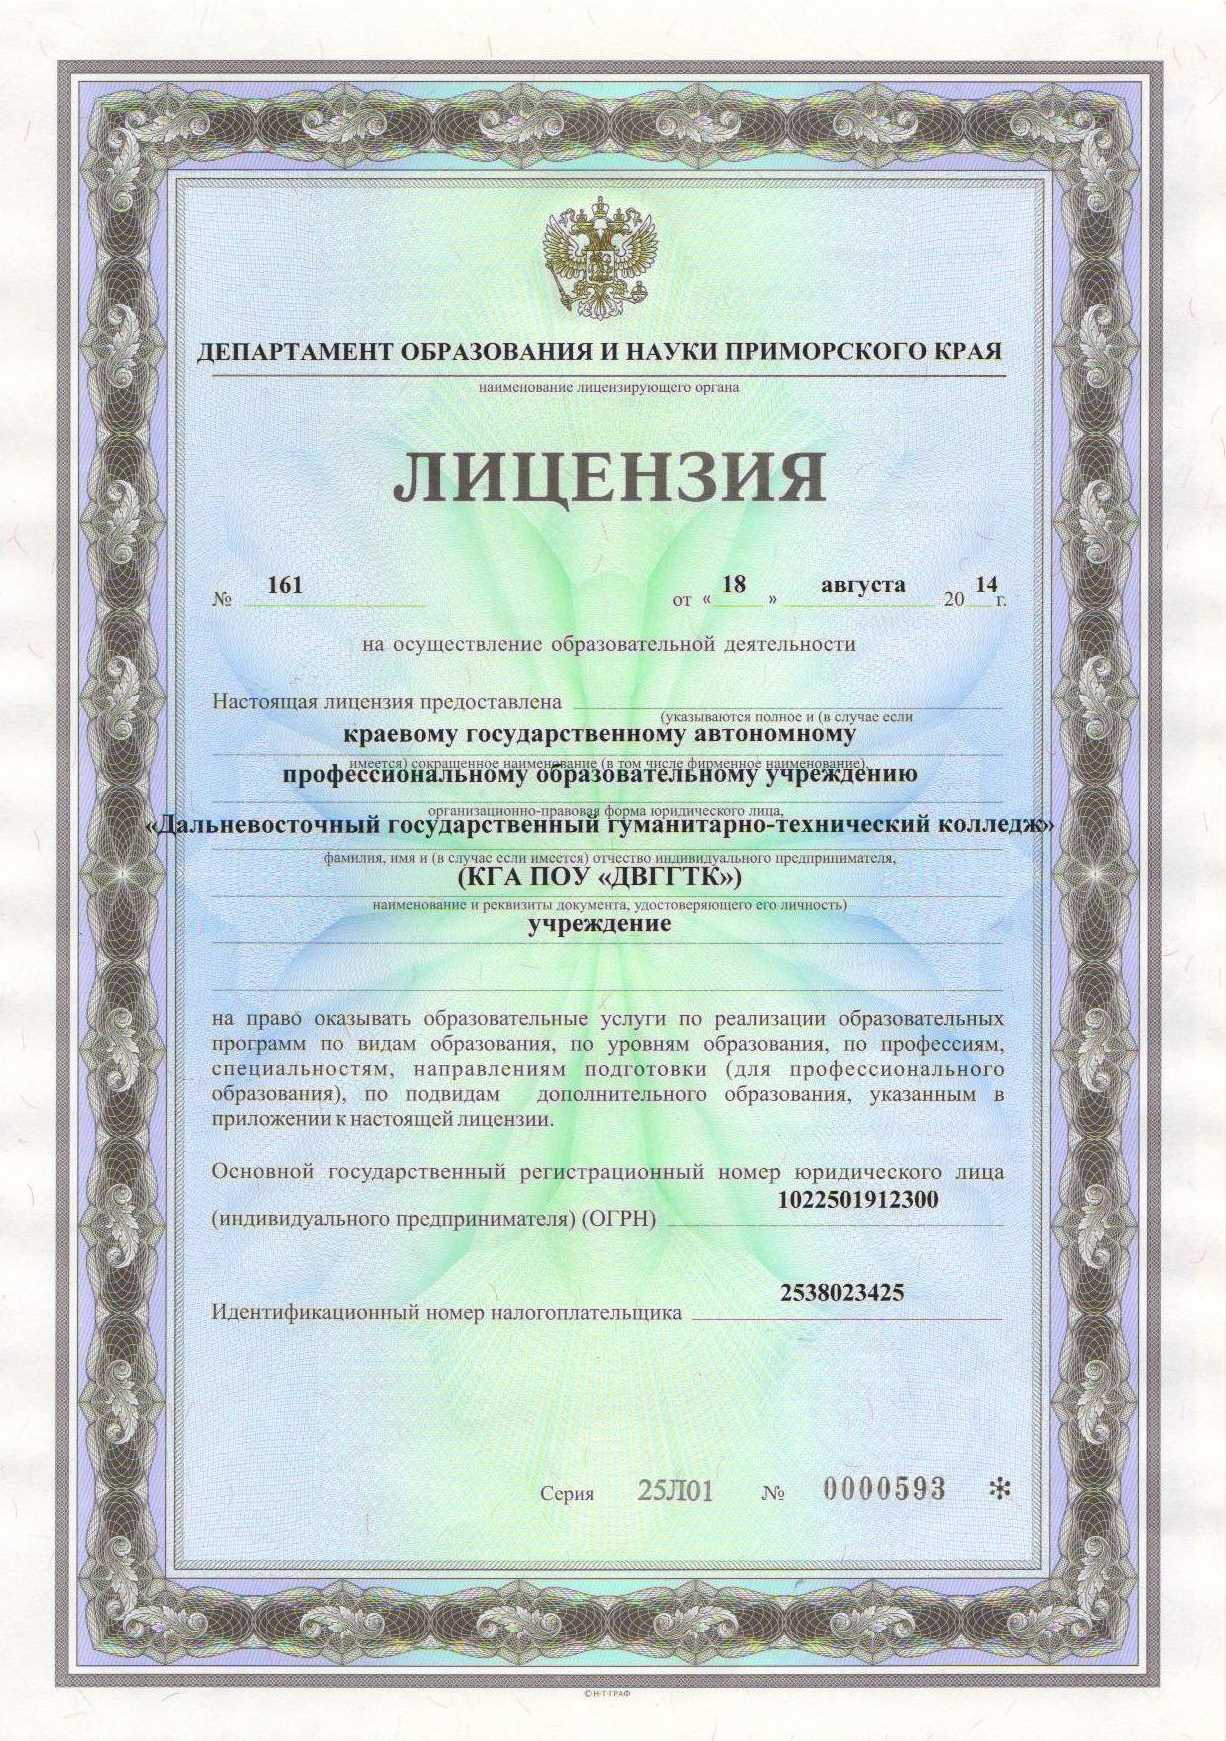 ДЕПАРТАМЕНТ ОБРАЗОВАНИЯ И НАУКИ ПРИМОРСКОГО КРАЯ
наименование лицензирующего органа
ЛИЦЕНЗИЯ
№ 161 от « 18 » августа 20 14 г.
на осуществление образовательной деятельности
Настоящая лицензия предоставлена
(указываются полное и (в случае если
краевому государственному автономному
имеется) сокращенное наименование (в том числе фирменное наименование),
профессиональному образовательному учреждению
организационно-правовая форма юридического лица,
«Дальневосточный государственный гуманитарно-технический колледж»
фамилия, имя и (в случае если имеется) отчество индивидуального предпринимателя,
(КГА ПОУ «ДВГГТК»)
наименование и реквизиты документа, удостоверяющего его личность)
учреждение
на право оказывать образовательные услуги по реализации образовательных
программ по видам образования, по уровням образования, по профессиям,
специальностям, направлениям подготовки (для профессионального
образования), по подвидам дополнительного образования, указанным в
приложении к настоящей лицензии.
Основной государственный регистрационный номер юридического лица
1022501912300
(индивидуального предпринимателя) (ОГРН)
2538023425
Идентификационный номер налогоплательщика
Серия 25Л01 № 0000593 *
© Н-Т-ГРАФ